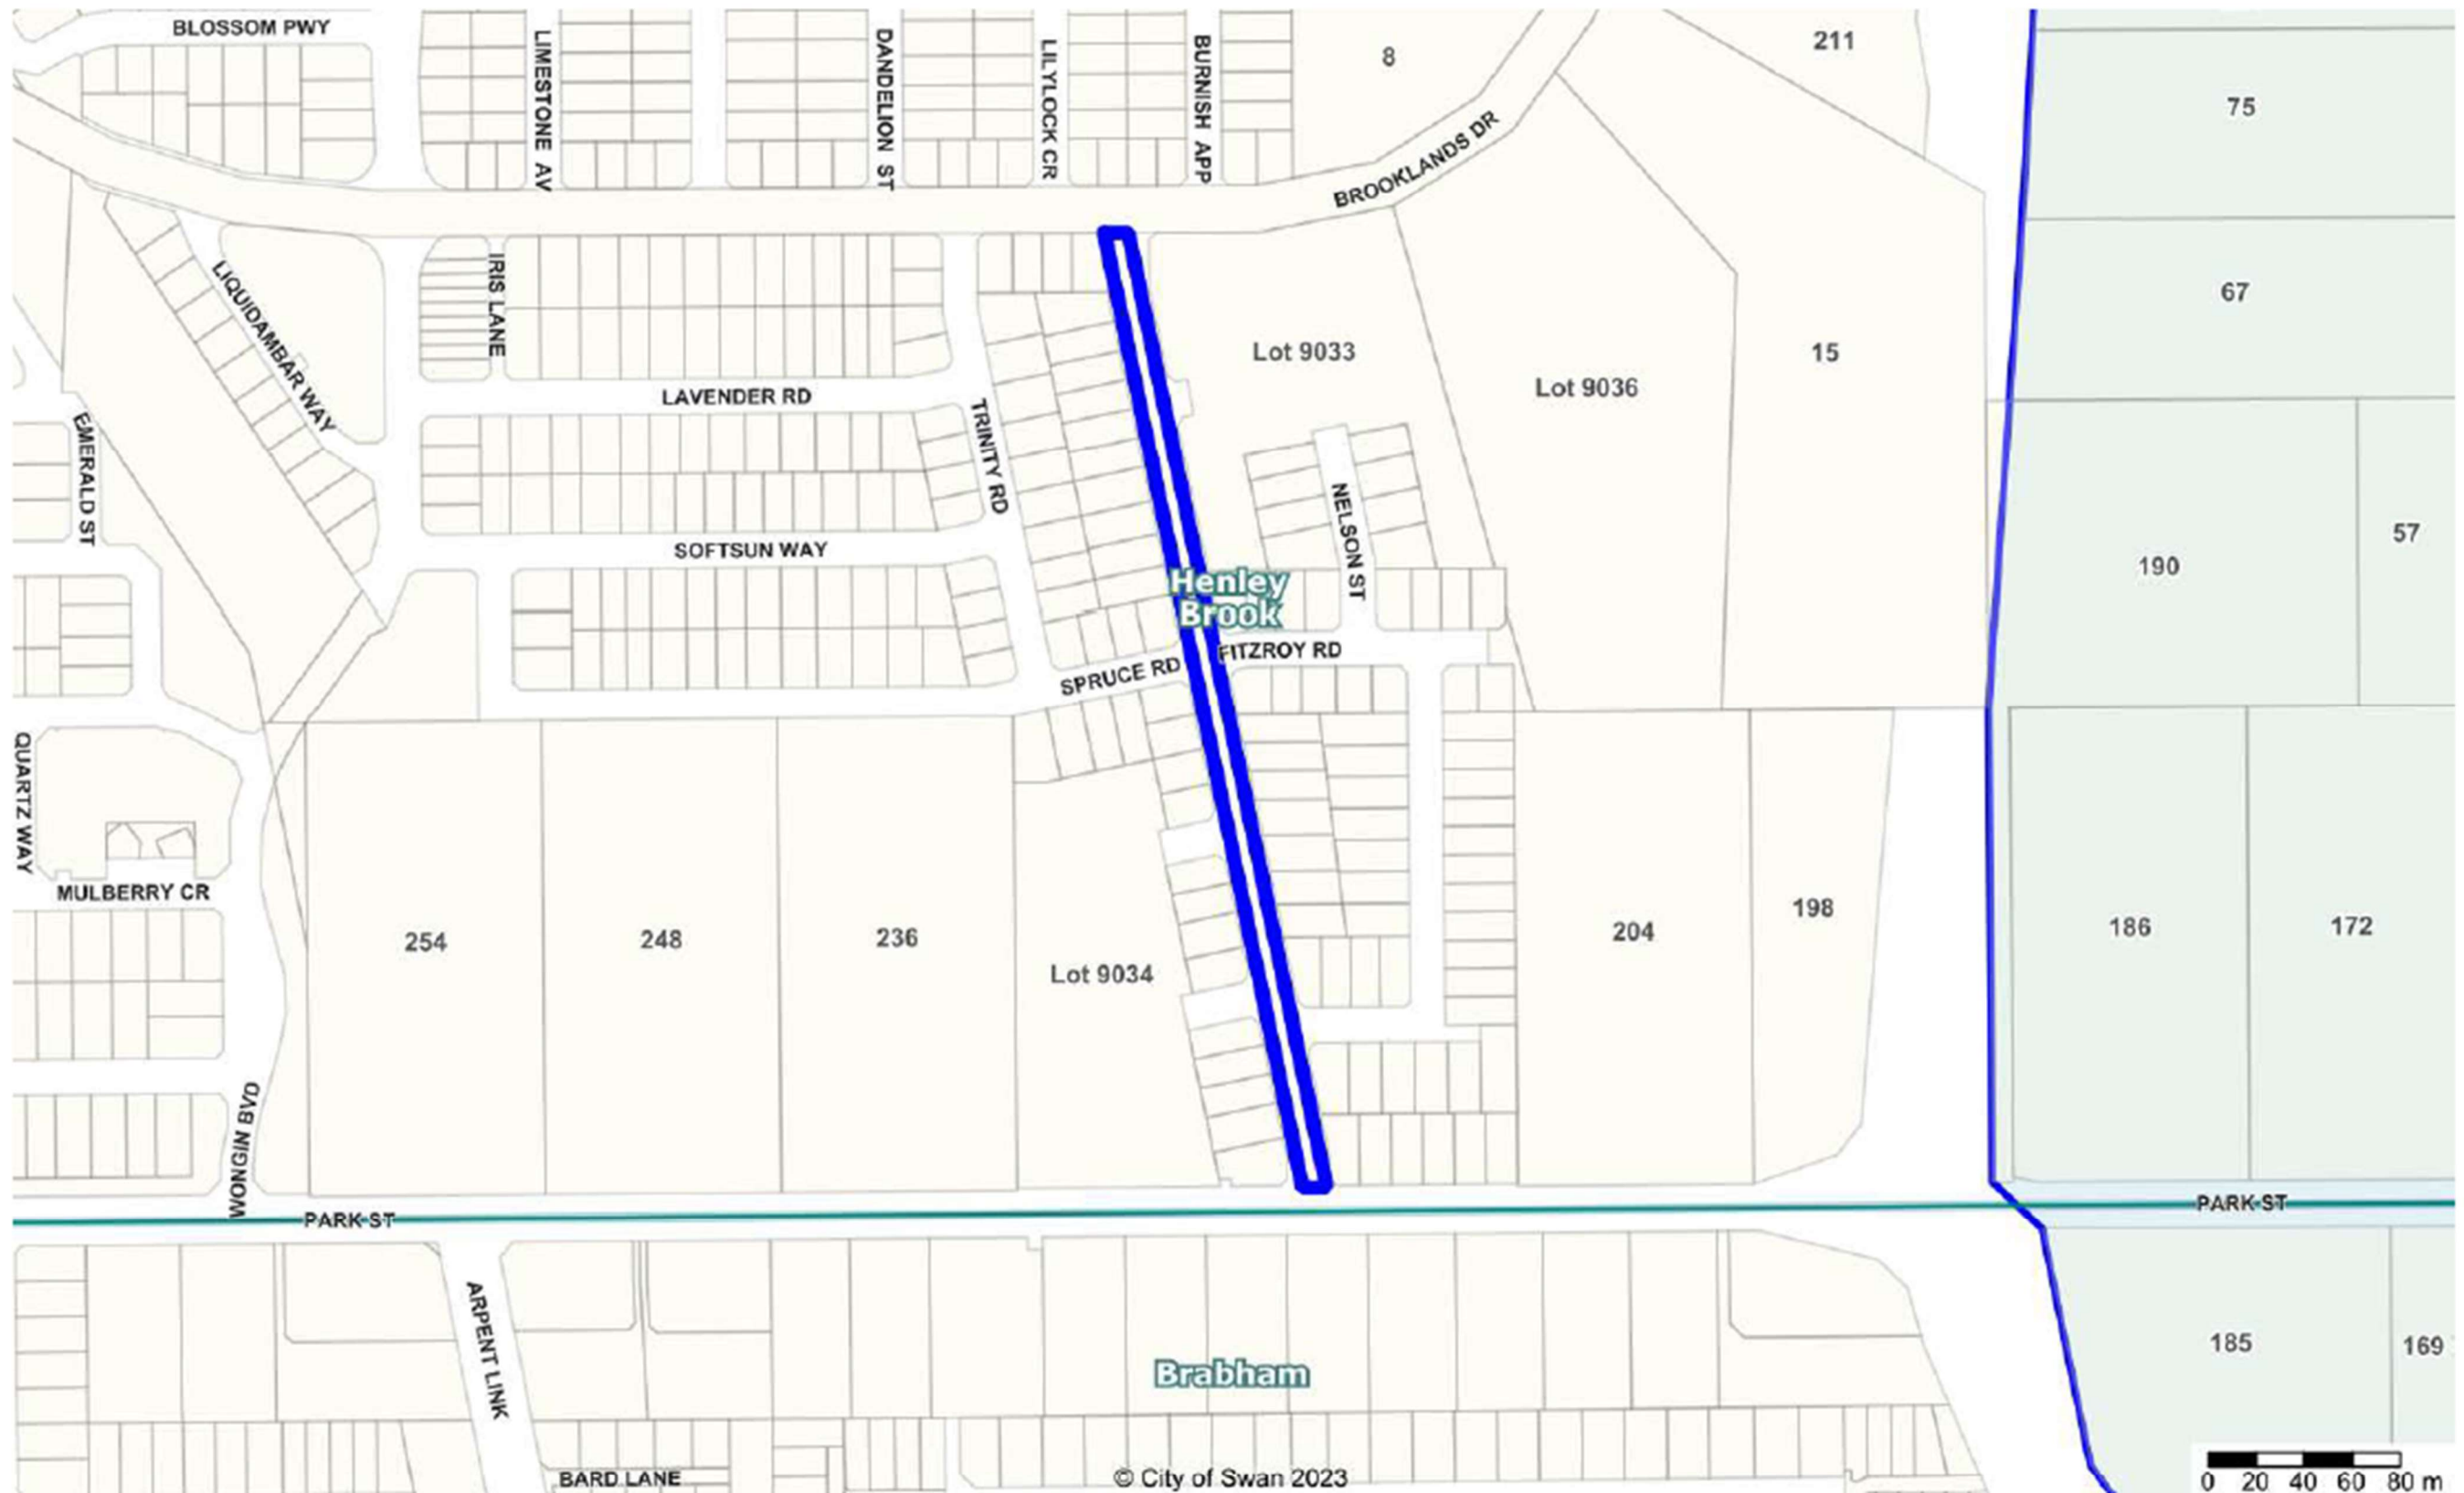 BLOSSOM PWY
LIMESTONE AV
DANDELION ST
LILYLOCK CR
BURNISH APP
8
211
75
BROOKLANDS DR
67
LIQUIDAMBAR WAY
IRIS LANE
Lot 9033
15
Lot 9036
LAVENDER RD
TRINITY RD
EMERALD ST
NELSON ST
57
190
SOFTSUN WAY
Henley
Brook
FITZROY RD
SPRUCE RD
QUARTZ WAY
MULBERRY CR
254
248
236
Lot 9034
204
198
186
172
WONGIN BVD
PARK ST
PARK ST
ARPENT LINK
185
169
Brabham
BARD LANE
© City of Swan 2023
0 20 40 60 80 m